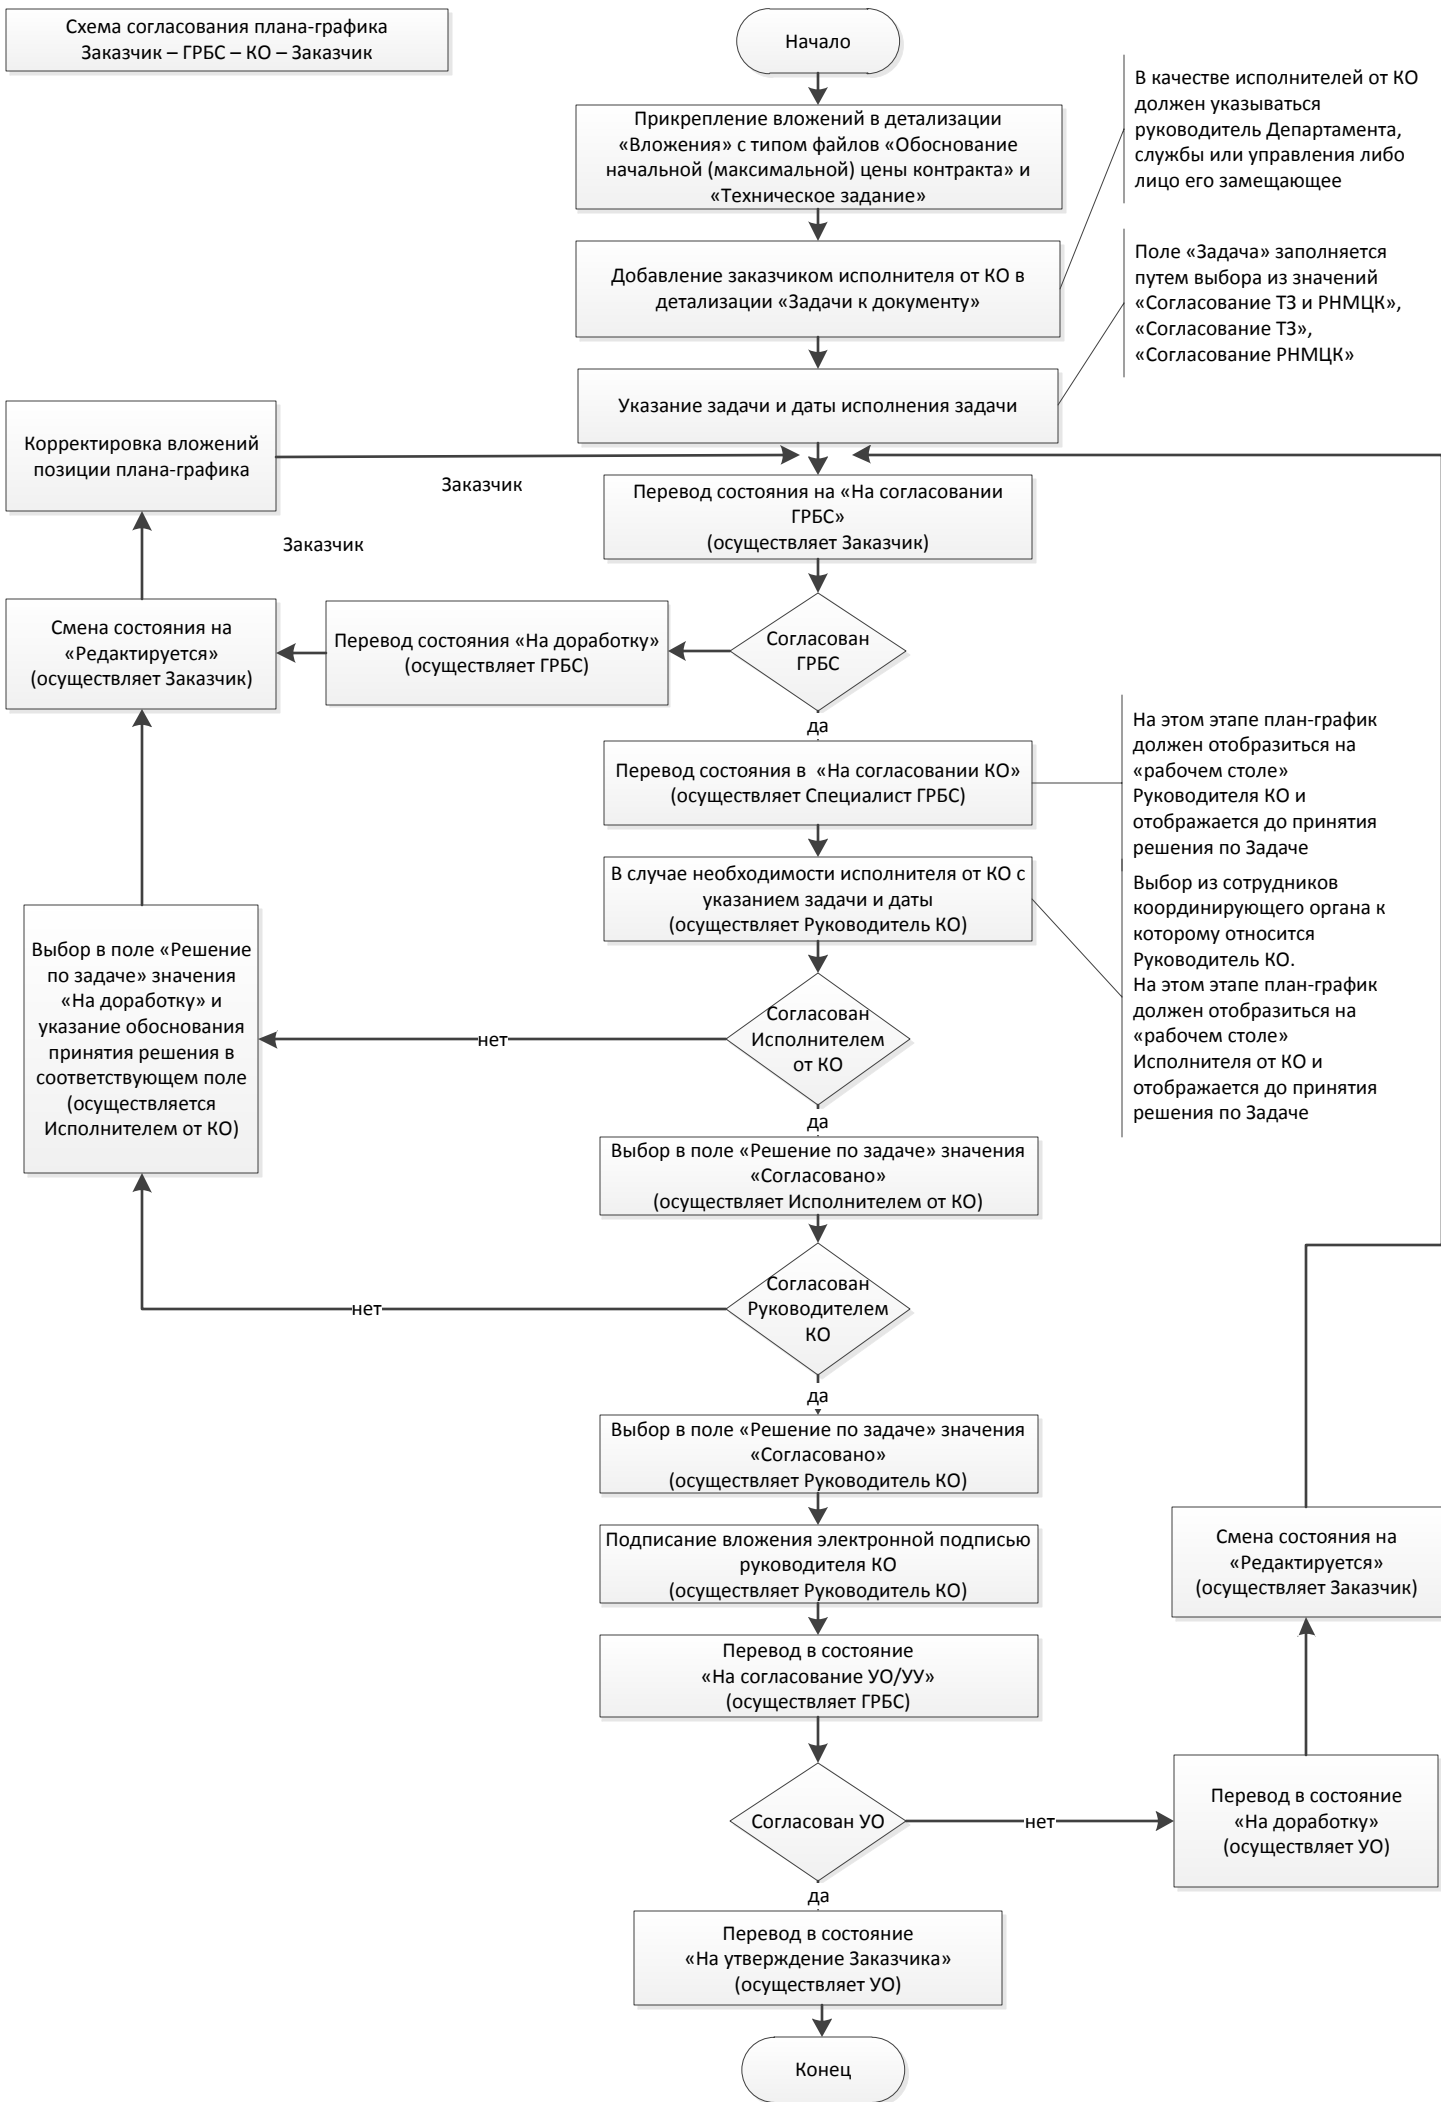 Схема согласования плана-графика
Заказчик – ГРБС – КО – Заказчик
Начало
В качестве исполнителей от КО
должен указываться
руководитель Департамента,
службы или управления либо
лицо его замещающее
Прикрепление вложений в детализации
«Вложения» с типом файлов «Обоснование
начальной (максимальной) цены контракта» и
«Техническое задание»
Добавление заказчиком исполнителя от КО в
детализации «Задачи к документу»
Поле «Задача» заполняется
путем выбора из значений
«Согласование ТЗ и РНМЦК»,
«Согласование ТЗ»,
«Согласование РНМЦК»
Указание задачи и даты исполнения задачи
Корректировка вложений
позиции плана-графика
Заказчик
Перевод состояния на «На согласовании
ГРБС»
(осуществляет Заказчик)
Заказчик
Смена состояния на
«Редактируется»
(осуществляет Заказчик)
Перевод состояния «На доработку»
(осуществляет ГРБС)
Согласован
ГРБС
да
Перевод состояния в  «На согласовании КО»
(осуществляет Специалист ГРБС)
На этом этапе план-график
должен отобразиться на
«рабочем столе»
Руководителя КО и
отображается до принятия
решения по Задаче
В случае необходимости исполнителя от КО с
указанием задачи и даты
(осуществляет Руководитель КО)
Выбор из сотрудников
координирующего органа к
которому относится
Руководитель КО.
На этом этапе план-график
должен отобразиться на
«рабочем столе»
Исполнителя от КО и
отображается до принятия
решения по Задаче
Выбор в поле «Решение
по задаче» значения
«На доработку» и
указание обоснования
принятия решения в
соответствующем поле
(осуществляется
Исполнителем от КО)
нет
Согласован
Исполнителем
от КО
да
Выбор в поле «Решение по задаче» значения
«Согласовано»
(осуществляет Исполнителем от КО)
нет
Согласован
Руководителем
КО
да
Выбор в поле «Решение по задаче» значения
«Согласовано»
(осуществляет Руководитель КО)
Подписание вложения электронной подписью
руководителя КО
(осуществляет Руководитель КО)
Смена состояния на
«Редактируется»
(осуществляет Заказчик)
Перевод в состояние
«На согласование УО/УУ»
(осуществляет ГРБС)
Согласован УО
нет
Перевод в состояние
«На доработку»
(осуществляет УО)
да
Перевод в состояние
«На утверждение Заказчика»
(осуществляет УО)
Конец